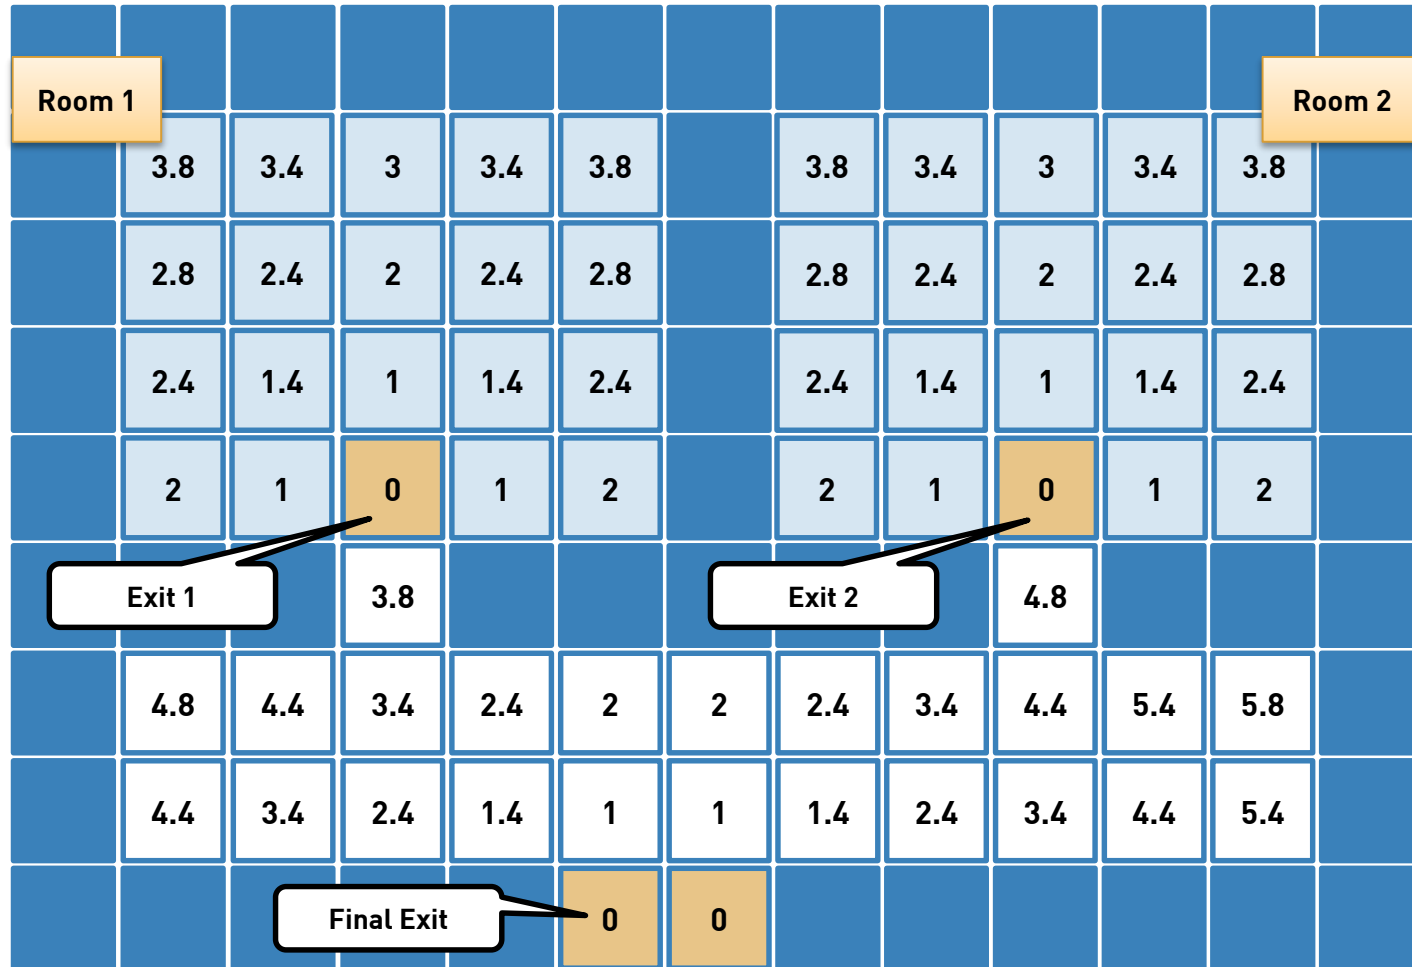 Room 1
Room 2
3.8 3.4 3 3.4 3.8 3.8 3.4 3 3.4 3.8
2.8 2.4 2 2.4 2.8 2.8 2.4 2 2.4 2.8
2.4 1.4 1 1.4 2.4 2.4 1.4 1 1.4 2.4
2 1 0 1 2 2 1 0 1 2
Exit 1 3.8 Exit 2 4.8
4.8 4.4 3.4 2.4 2 2 2.4 3.4 4.4 5.4 5.8
4.4 3.4 2.4 1.4 1 1 1.4 2.4 3.4 4.4 5.4
Final Exit 0 0